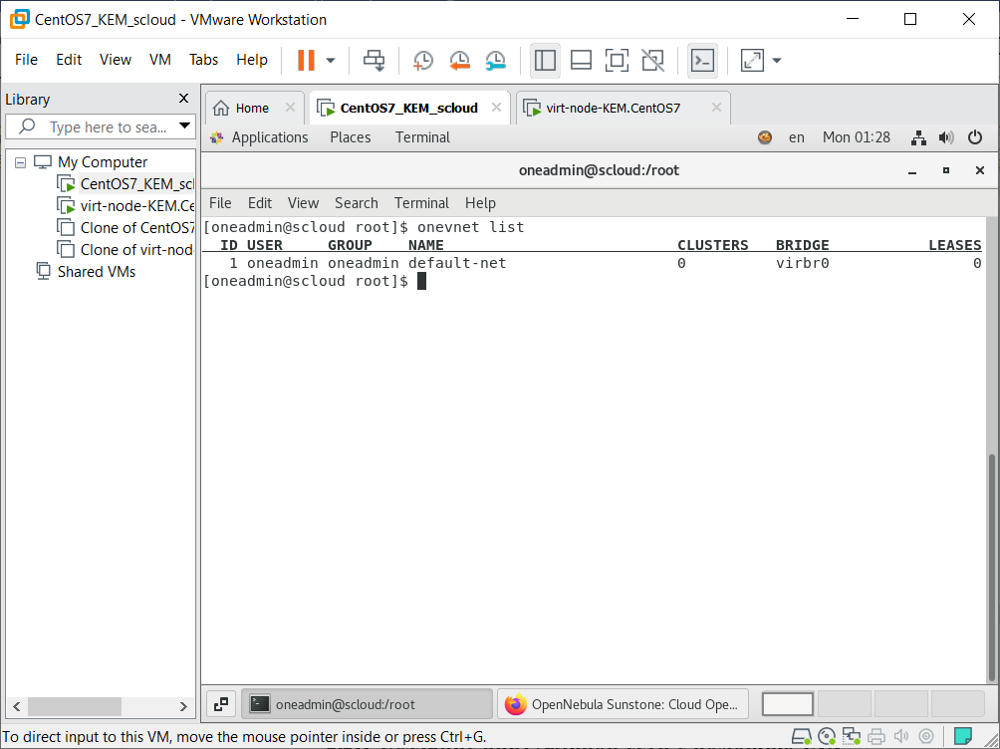 CentOS7_KEM_scloud - VMware Workstation
File Edit View VM Tabs Help
Library
Type here to sea...
My Computer
CentOS7_KEM_scl
virt-node-KEM.Ce
Clone of CentOS7
Clone of virt-nod
Shared VMs
Home CentOS7_KEM_scloud virt-node-KEM.CentOS7
Applications Places Terminal en Mon 01:28
oneadmin@scloud:/root
File Edit View Search Terminal Help
[oneadmin@scloud root]$ onevnet list
ID USER GROUP NAME CLUSTERS BRIDGE LEASES
1 oneadmin oneadmin default-net 0 virbr0 0
[oneadmin@scloud root]$
oneadmin@scloud:/root OpenNebula Sunstone: Cloud Ope...
To direct input to this VM, move the mouse pointer inside or press Ctrl+G.